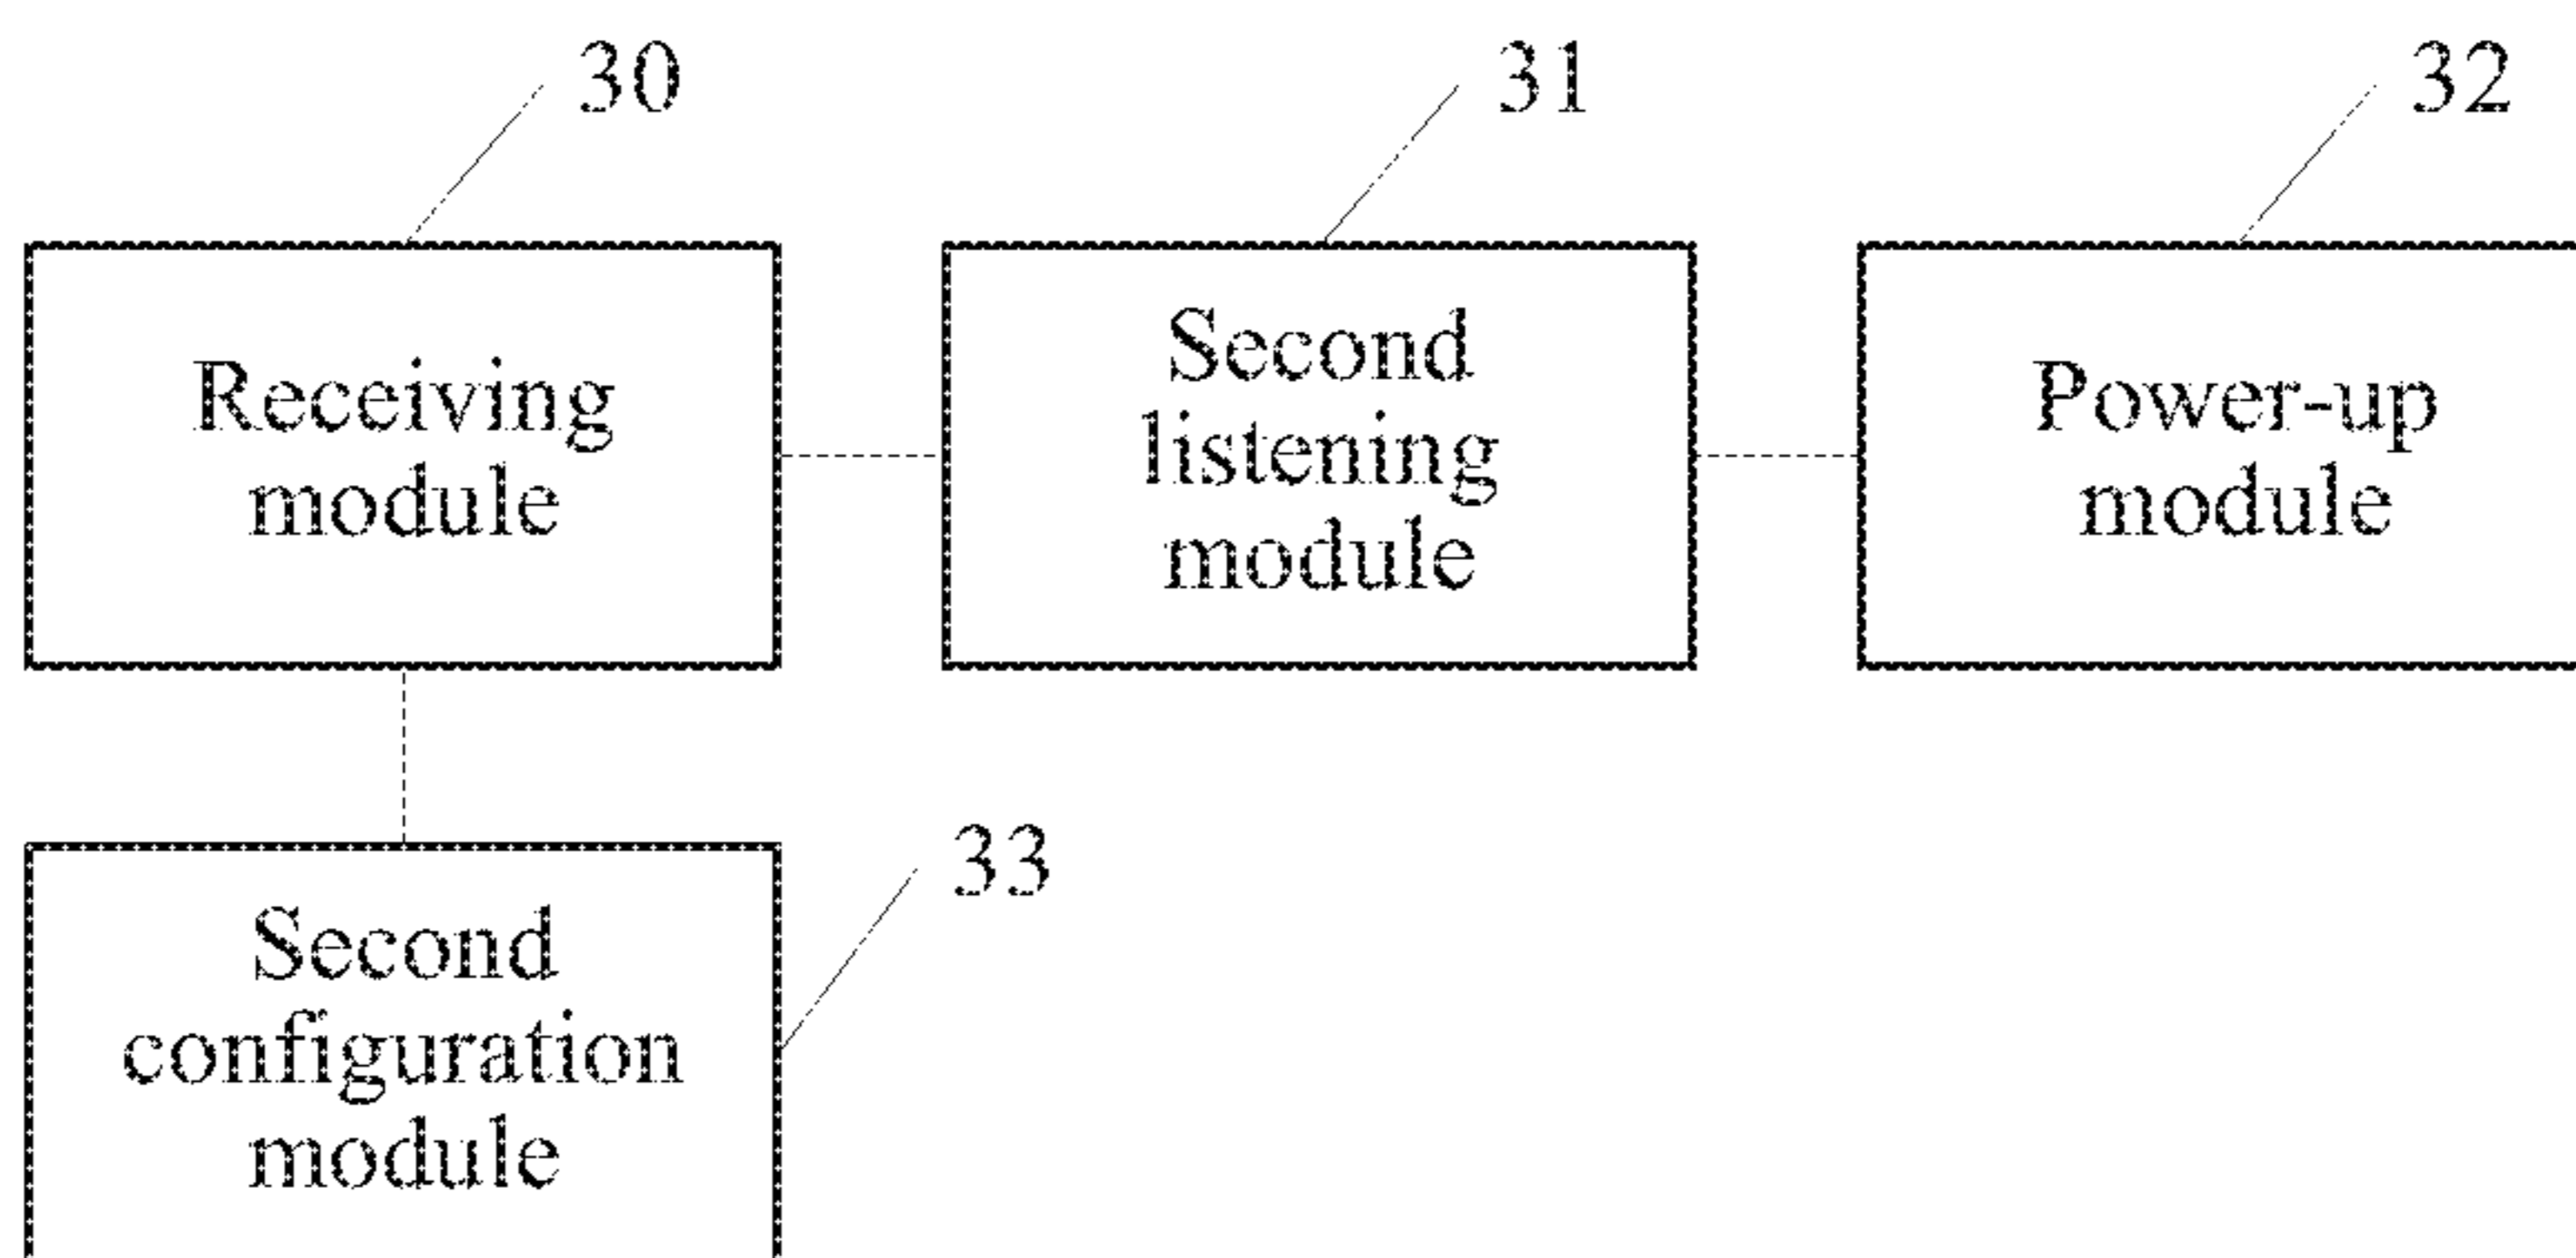 30
31
32
Receiving
module
Second
listening
module
Power-up
module
33
Second
configuration
module